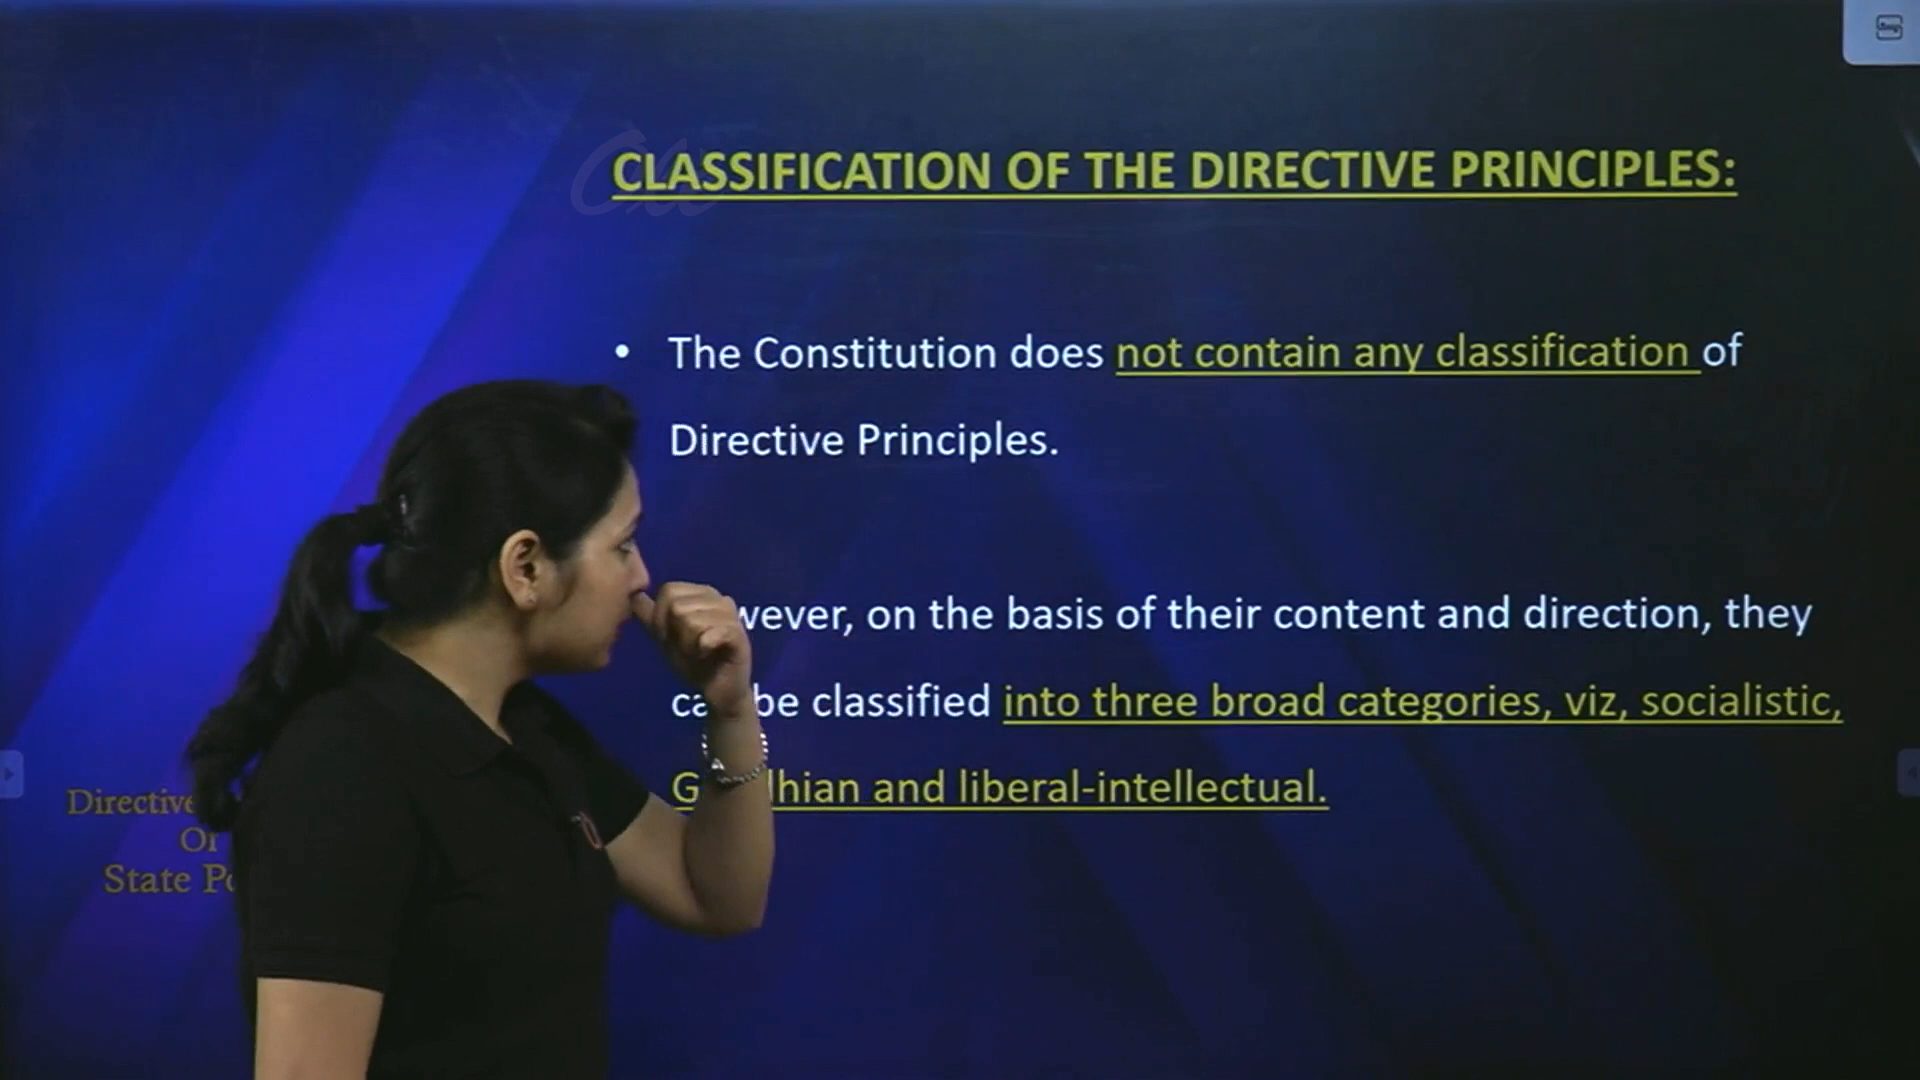 CLASSIFICATION OF THE DIRECTIVE PRINCIPLES:
• The Constitution does not contain any classification of
Directive Principles.
wever, on the basis of their content and direction, they
be classified into three broad categories, viz, socialistic,
and liberal-intellectual.
Directive
Or
State